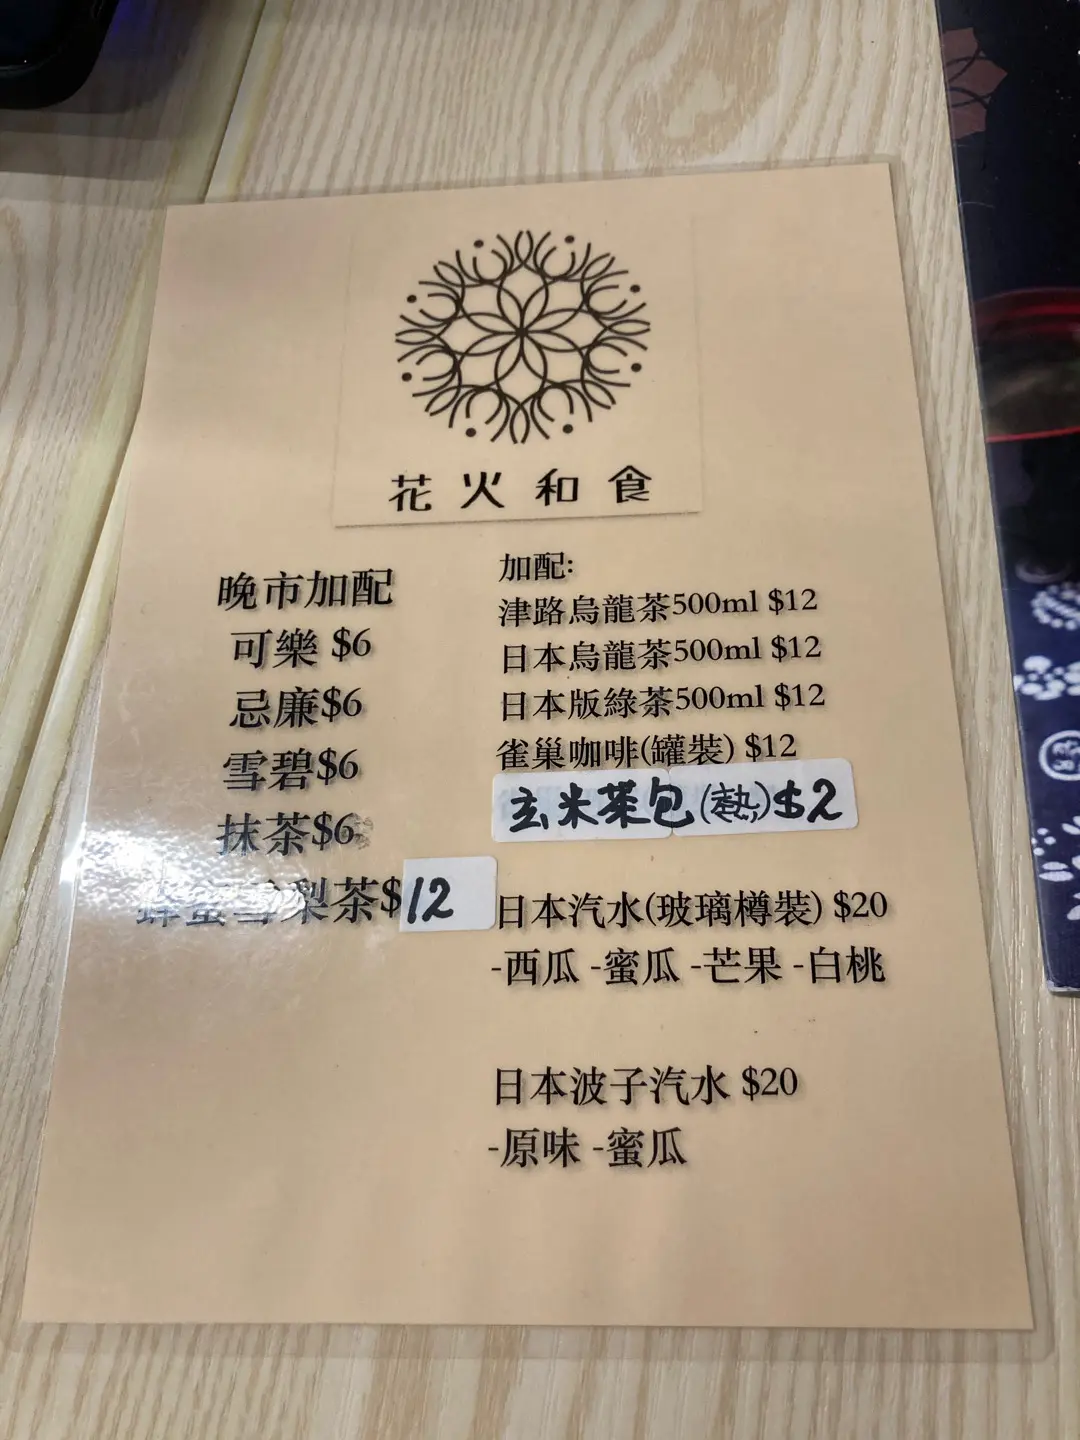 花火和食
晚市加配
可樂 $6
忌廉$6
雪碧$6
抹茶$6
蜂蜜雪梨茶$12
加配:
津路烏龍茶500ml $12
日本烏龍茶500ml $12
日本版綠茶500ml $12
雀巢咖啡(罐裝) $12
玄米茶包(熱)$2
日本汽水(玻璃樽裝) $20
-西瓜 -蜜瓜 -芒果 -白桃
日本波子汽水 $20
-原味 -蜜瓜